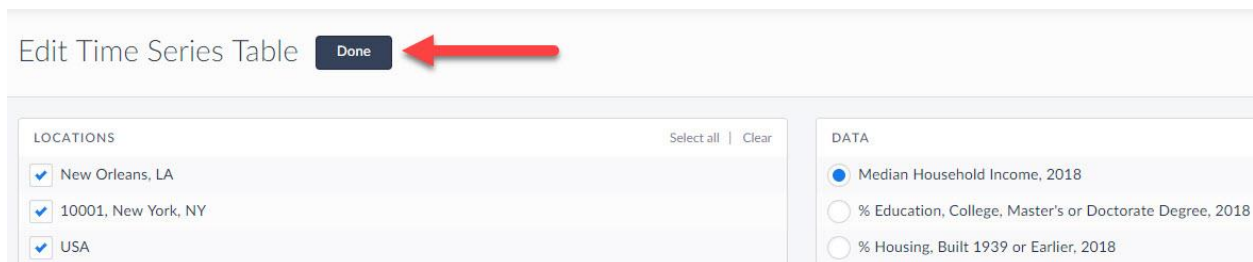 Edit Time Series Table Done
LOCATIONS Select all | Clear
New Orleans, LA
10001, New York, NY
USA
DATA
Median Household Income, 2018
% Education, College, Master's or Doctorate Degree, 2018
% Housing, Built 1939 or Earlier, 2018